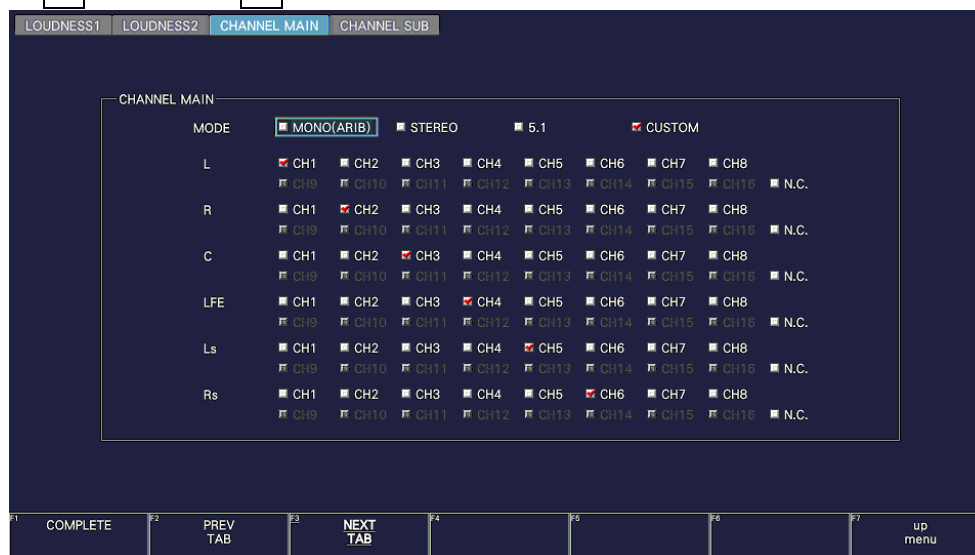 LOUDNESS1 LOUDNESS2 CHANNEL MAIN CHANNEL SUB
CHANNEL MAIN
MODE MONO(ARIB) STEREO 5.1 CUSTOM
L CH1 CH2 CH3 CH4 CH5 CH6 CH7 CH8
CH9 CH10 CH11 CH12 CH13 CH14 CH15 CH16 N.C.
R CH1 CH2 CH3 CH4 CH5 CH6 CH7 CH8
CH9 CH10 CH11 CH12 CH13 CH14 CH15 CH16 N.C.
C CH1 CH2 CH3 CH4 CH5 CH6 CH7 CH8
CH9 CH10 CH11 CH12 CH13 CH14 CH15 CH16 N.C.
LFE CH1 CH2 CH3 CH4 CH5 CH6 CH7 CH8
CH9 CH10 CH11 CH12 CH13 CH14 CH15 CH16 N.C.
Ls CH1 CH2 CH3 CH4 CH5 CH6 CH7 CH8
CH9 CH10 CH11 CH12 CH13 CH14 CH15 CH16 N.C.
Rs CH1 CH2 CH3 CH4 CH5 CH6 CH7 CH8
CH9 CH10 CH11 CH12 CH13 CH14 CH15 CH16 N.C.
F1 COMPLETE F2 PREV F3 NEXT F4 F5 F6 F7 up
TAB TAB menu